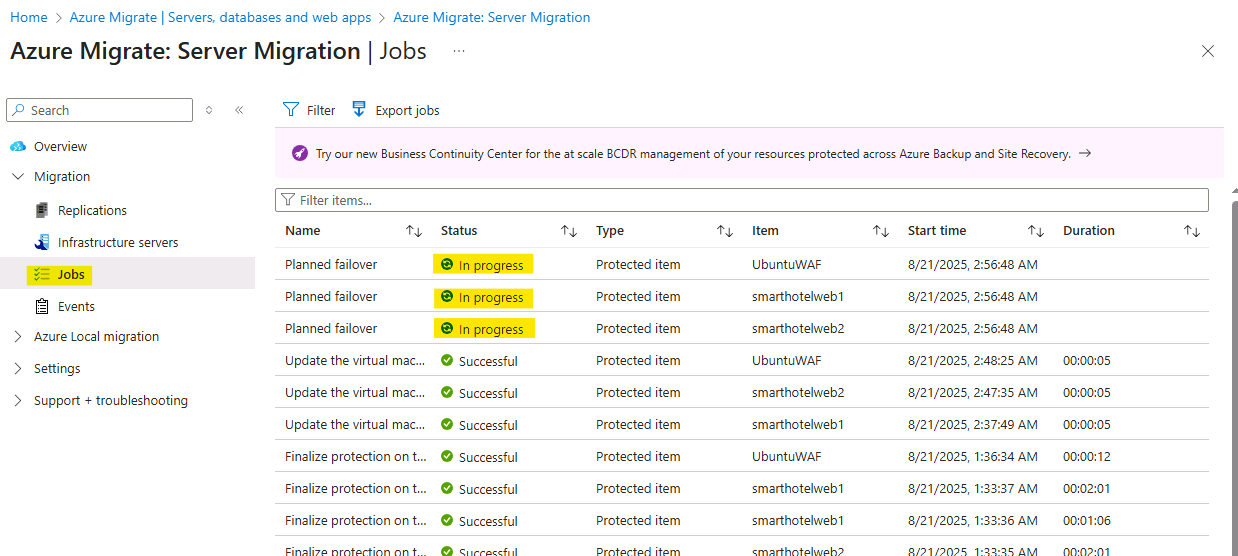 Home > Azure Migrate | Servers, databases and web apps > Azure Migrate: Server Migration
Azure Migrate: Server Migration | Jobs ...
Search
Overview
Migration
Replications
Infrastructure servers
Jobs
Events
Azure Local migration
Settings
Support + troubleshooting
Filter Export jobs
Try our new Business Continuity Center for the at scale BCDR management of your resources protected across Azure Backup and Site Recovery. →
Filter items...
Name Status Type Item Start time Duration
Planned failover In progress Protected item UbuntuWAF 8/21/2025, 2:56:48 AM
Planned failover In progress Protected item smarthotelweb1 8/21/2025, 2:56:48 AM
Planned failover In progress Protected item smarthotelweb2 8/21/2025, 2:56:48 AM
Update the virtual mac... Successful Protected item UbuntuWAF 8/21/2025, 2:48:25 AM 00:00:05
Update the virtual mac... Successful Protected item smarthotelweb2 8/21/2025, 2:47:35 AM 00:00:05
Update the virtual mac... Successful Protected item smarthotelweb1 8/21/2025, 2:37:49 AM 00:00:05
Finalize protection on t... Successful Protected item UbuntuWAF 8/21/2025, 1:36:34 AM 00:00:12
Finalize protection on t... Successful Protected item smarthotelweb1 8/21/2025, 1:33:37 AM 00:02:01
Finalize protection on t... Successful Protected item smarthotelweb1 8/21/2025, 1:33:36 AM 00:01:06
Finalize protection on t... Successful Protected item smarthotelweb2 8/21/2025, 1:33:35 AM 00:02:01